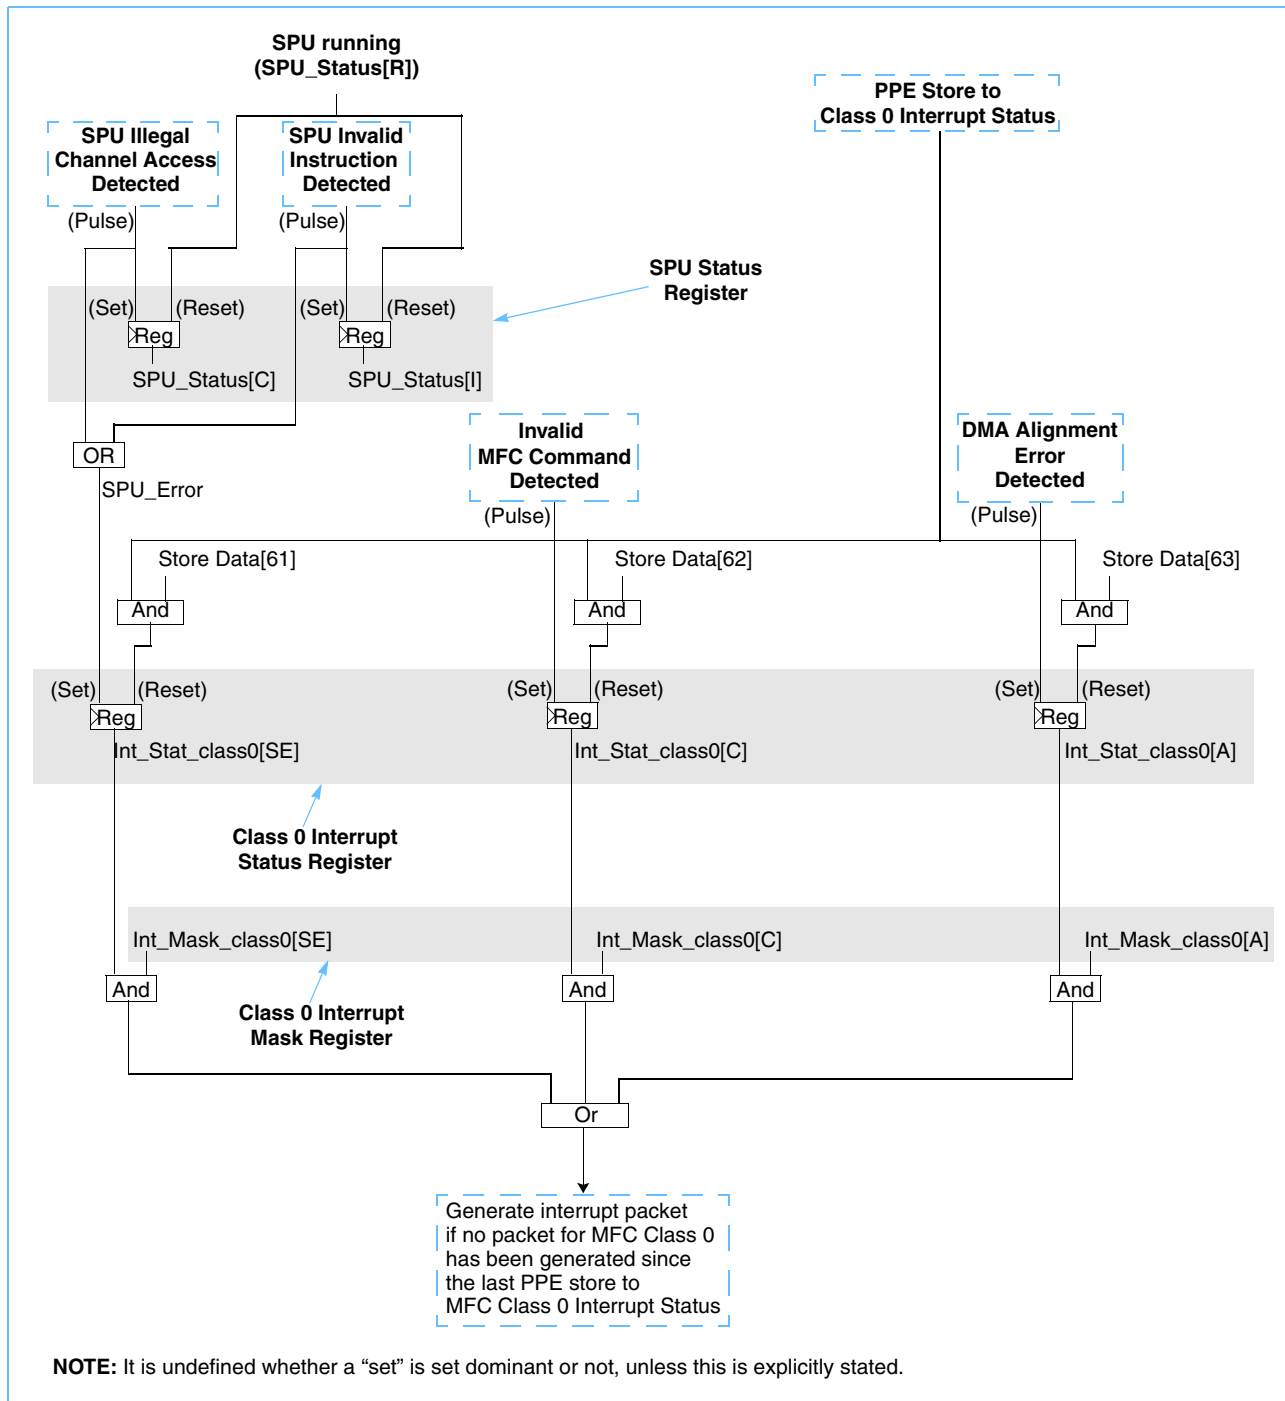 SPU running
(SPU_Status[R])
PPE Store to
Class 0 Interrupt Status
SPU Illegal
Channel Access
Detected
SPU Invalid
Instruction
Detected
(Pulse)
(Pulse)
SPU Status
Register
(Set)
(Reset)
(Set)
(Reset)
Reg
Reg
SPU_Status[C]
SPU_Status[I]
Invalid
MFC Command
Detected
DMA Alignment
Error
Detected
OR
SPU_Error
(Pulse)
(Pulse)
Store Data[61]
Store Data[62]
Store Data[63]
And
And
And
(Set)
(Reset)
(Set)
(Reset)
(Set)
(Reset)
Reg
Reg
Reg
Int_Stat_class0[SE]
Int_Stat_class0[C]
Int_Stat_class0[A]
Class 0 Interrupt
Status Register
Int_Mask_class0[SE]
Int_Mask_class0[C]
Int_Mask_class0[A]
And
And
And
Class 0 Interrupt
Mask Register
Or
Generate interrupt packet
if no packet for MFC Class 0
has been generated since
the last PPE store to
MFC Class 0 Interrupt Status
NOTE: It is undefined whether a “set” is set dominant or not, unless this is explicitly stated.